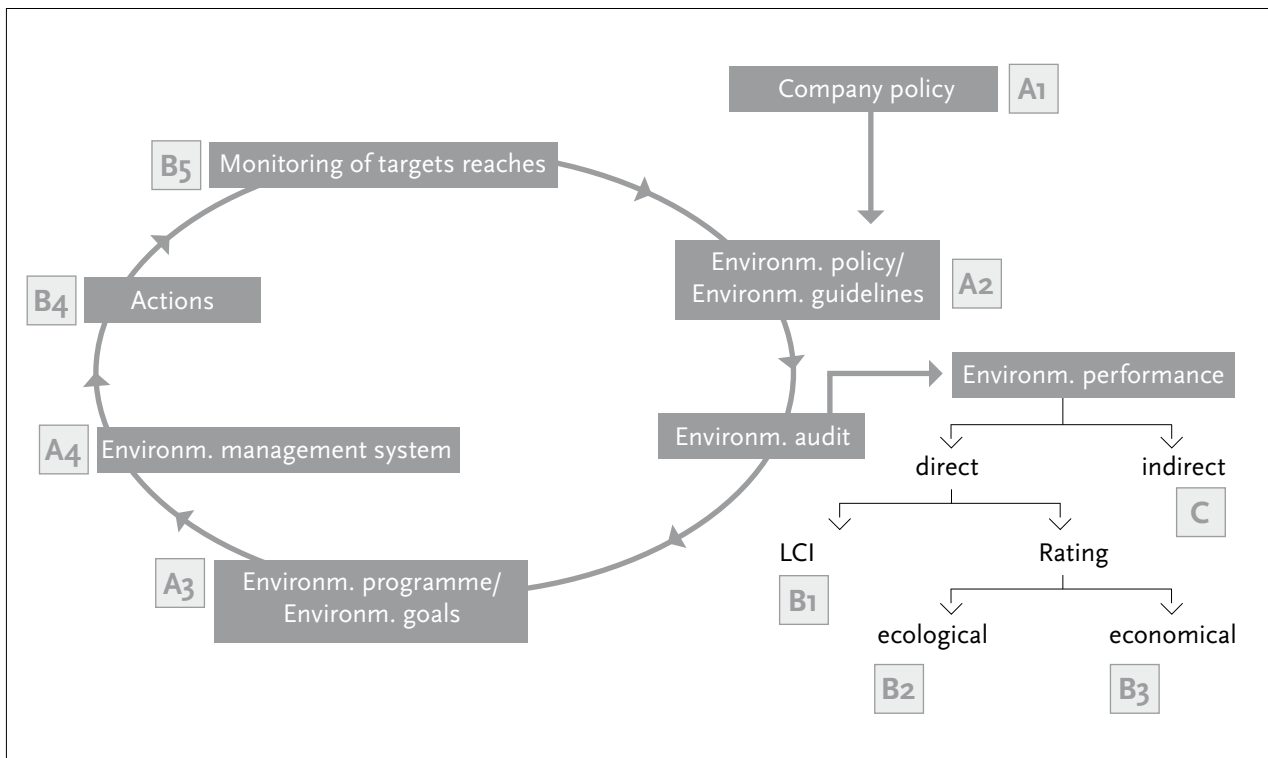 Company policy
A1
B5
Monitoring of targets reaches
Environm. policy/
Environm. guidelines
A2
B4
Actions
Environm. performance
Environm. audit
A4
Environm. management system
direct
indirect
C
LCI
Rating
B1
A3
Environm. programme/
Environm. goals
ecological
economical
B2
B3